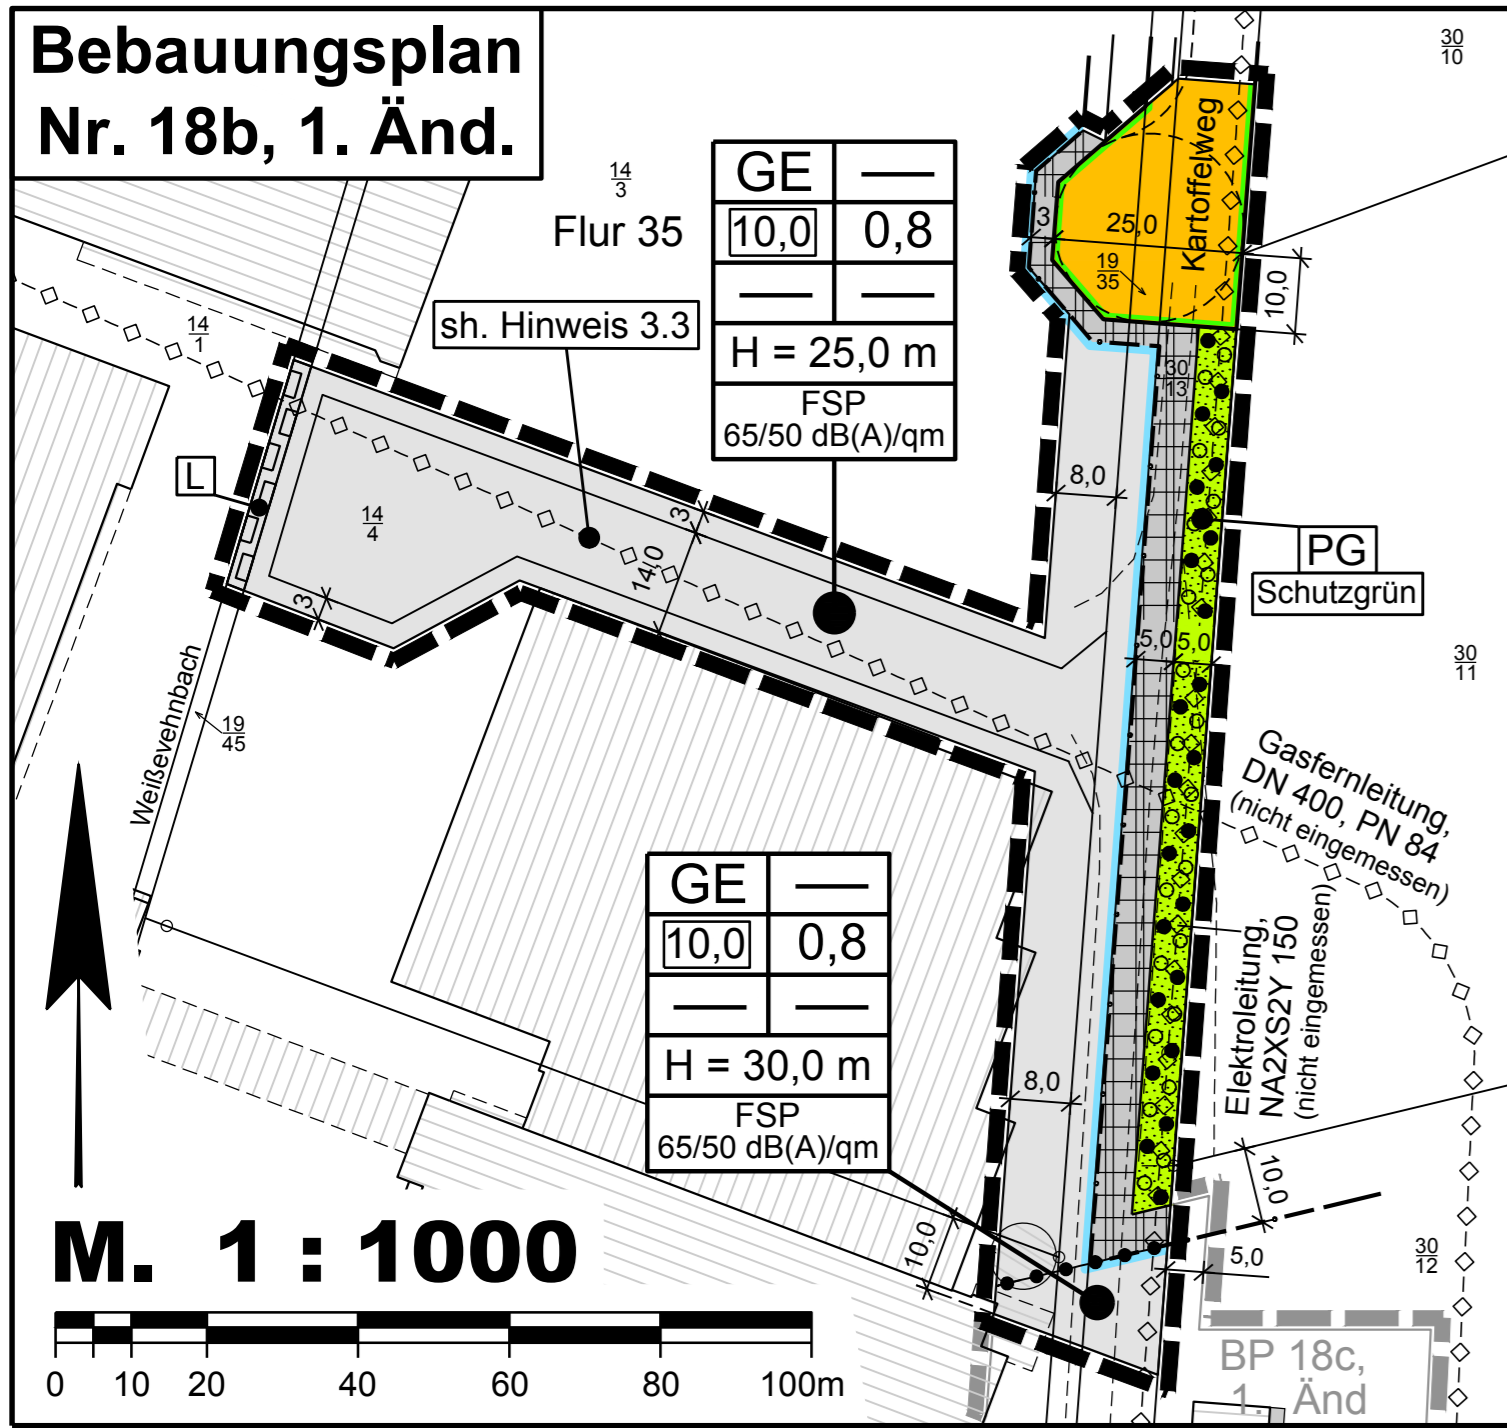 Bebauungsplan
Nr. 18b, 1. Änd.
14
3
Flur 35
GE
10,0 0,8
H = 25,0 m
FSP
65/50 dB(A)/qm
sh. Hinweis 3.3
14
1
L
14
4
3
3
14,0
Weißevehnbach
19
45
30
10
Kartoffelweg
3
25,0
19
35
10,0
30
13
8,0
PG
Schutzgrün
5,0
5,0
30
11
Gasfernleitung,
DN 400, PN 84
(nicht eingemessen)
Elektroleitung,
NA2XS2Y 150
(nicht eingemessen)
GE
10,0 0,8
H = 30,0 m
FSP
65/50 dB(A)/qm
8,0
10,0
10,0
5,0
30
12
BP 18c,
1. Änd
M. 1 : 1000
0 10 20 40 60 80 100m